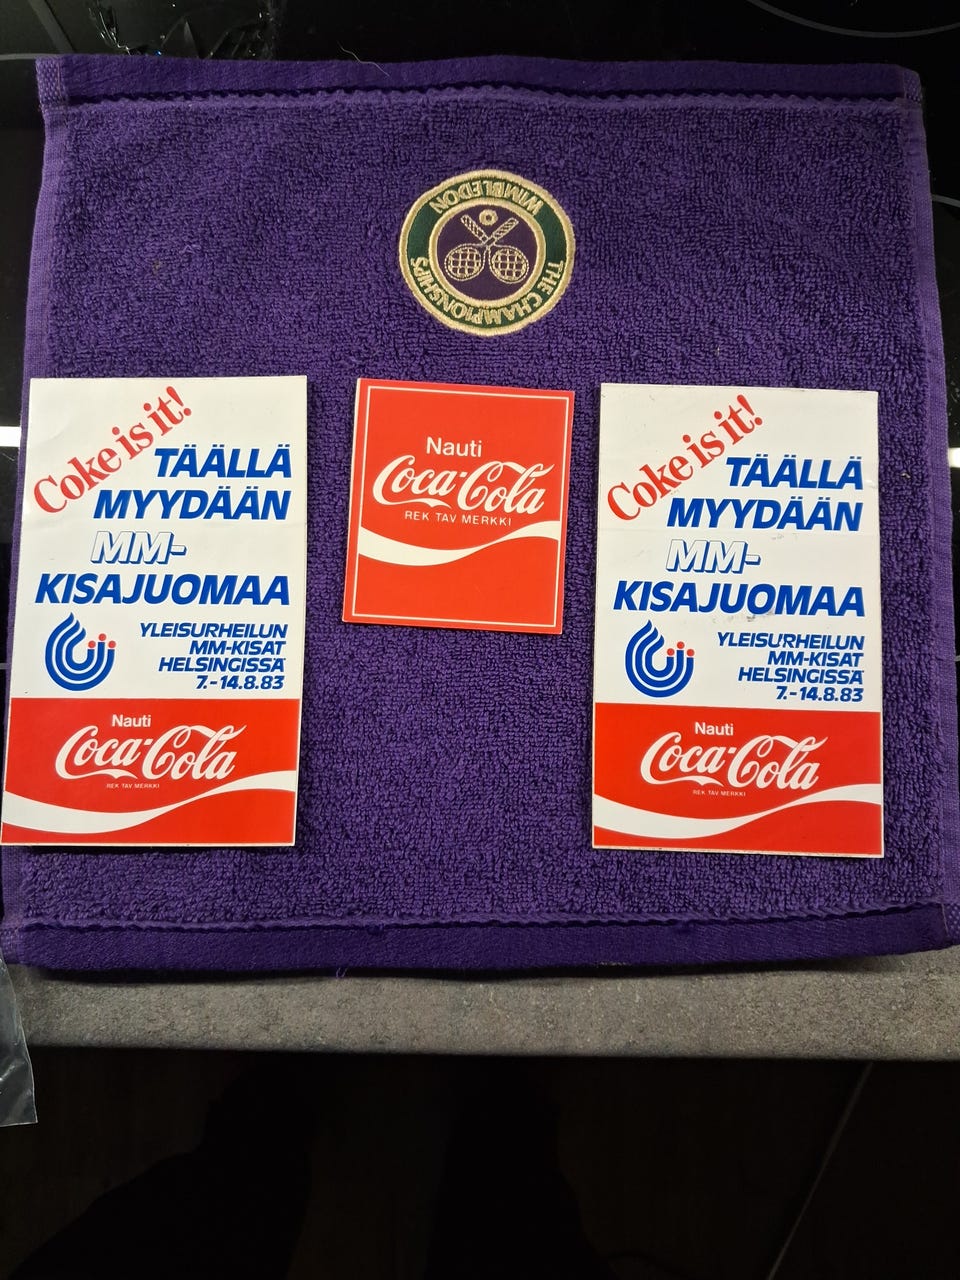 WIMBLEDON
THE CHAMPIONSHIPS
Coke is it!
TÄÄLLÄ
MYYDÄÄN
MM-
KISAJUOMAA
YLEISURHEILUN
MM-KISAT
HELSINGISSÄ
7.-14.8.83
Nauti
Coca-Cola
REK TAV MERKKI
Nauti
Coca-Cola
REK TAV MERKKI
Coke is it!
TÄÄLLÄ
MYYDÄÄN
MM-
KISAJUOMAA
YLEISURHEILUN
MM-KISAT
HELSINGISSÄ
7.-14.8.83
Nauti
Coca-Cola
REK TAV MERKKI